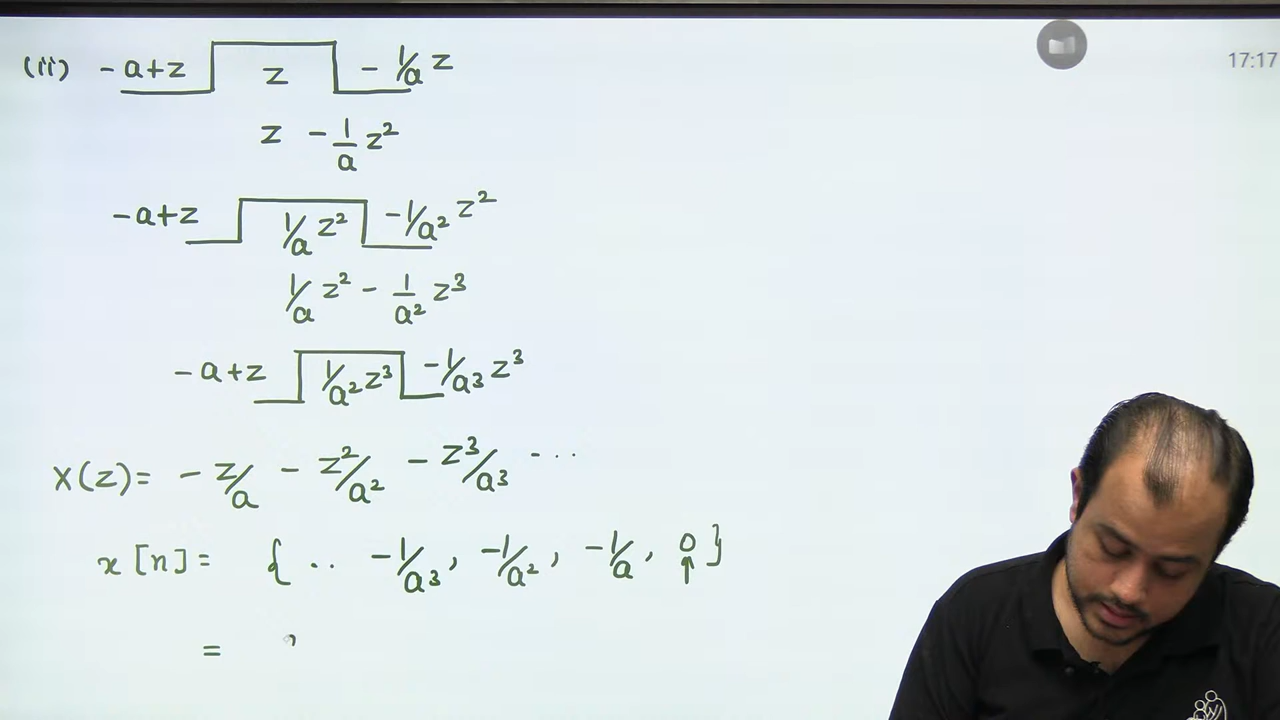 17:17
(ii) -a+z z - 1/a z
z - 1/a z²
-a+z 1/a z² -1/a² z²
1/a z² - 1/a² z³
-a+z 1/a² z³ -1/a³ z³
X(z)= - z/a - z²/a² - z³/a³ ...
x[n]= { .. -1/a³, -1/a², -1/a, 0 }
↑
=